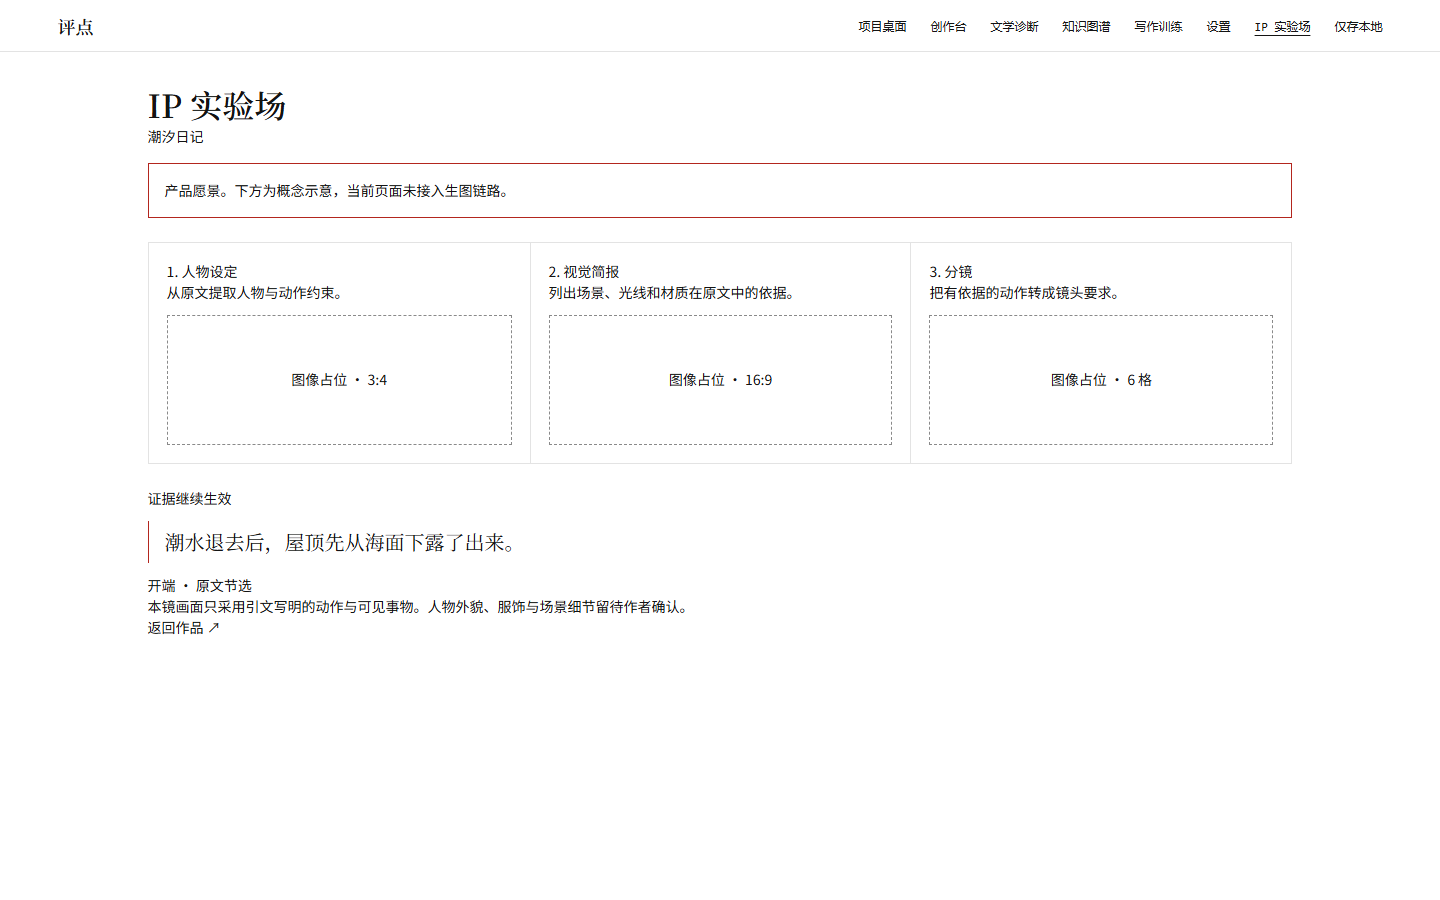 评点
项目桌面 创作台 文学诊断 知识图谱 写作训练 设置 IP 实验场 仅存本地
IP 实验场
潮汐日记
产品愿景。下方为概念示意，当前页面未接入生图链路。
1. 人物设定
从原文提取人物与动作约束。
图像占位 · 3:4
2. 视觉简报
列出场景、光线和材质在原文中的依据。
图像占位 · 16:9
3. 分镜
把有依据的动作转成镜头要求。
图像占位 · 6 格
证据继续生效
潮水退去后，屋顶先从海面下露了出来。
开端 · 原文节选
本镜画面只采用引文写明的动作与可见事物。人物外貌、服饰与场景细节留待作者确认。
返回作品 ↗